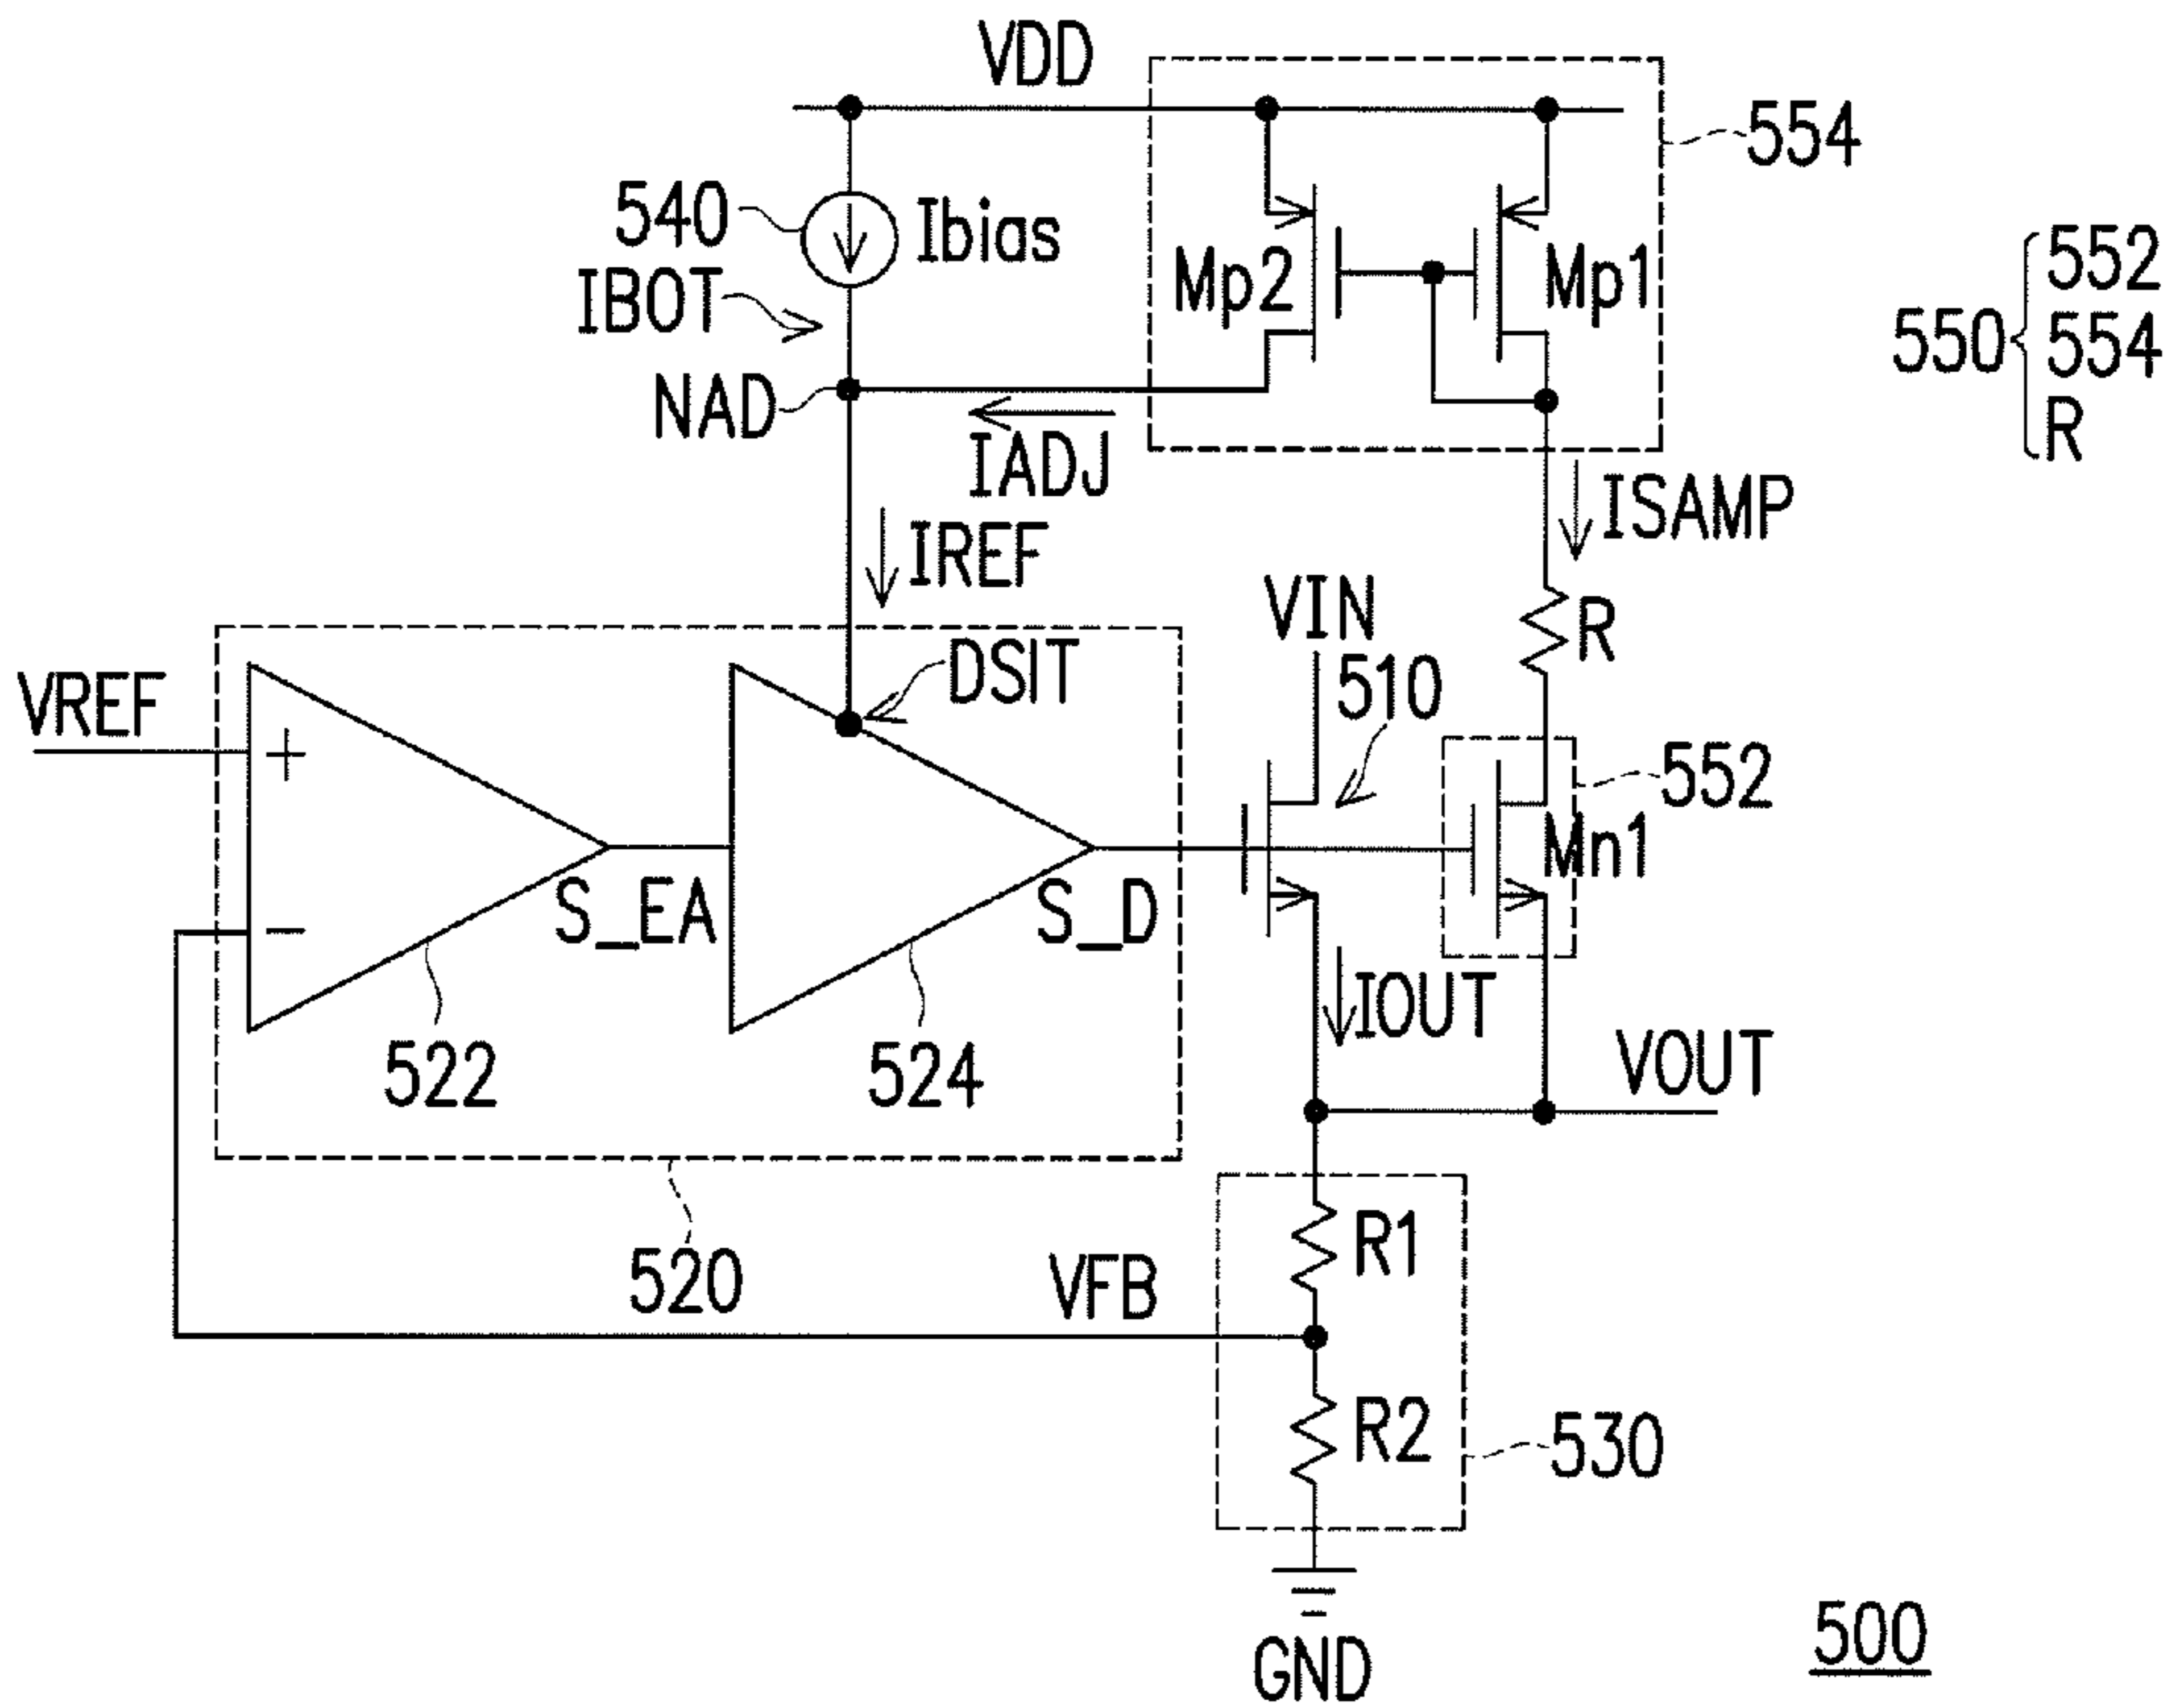 VDD
554
540
Ibias
IBOT
Mp2
Mp1
552
550
554
R
NAD
IADJ
ISAMP
IREF
VIN
R
DSIT
510
VREF
+
552
Mn1
−
S_EA
S_D
IOUT
522
524
VOUT
520
VFB
R1
R2
530
GND
500